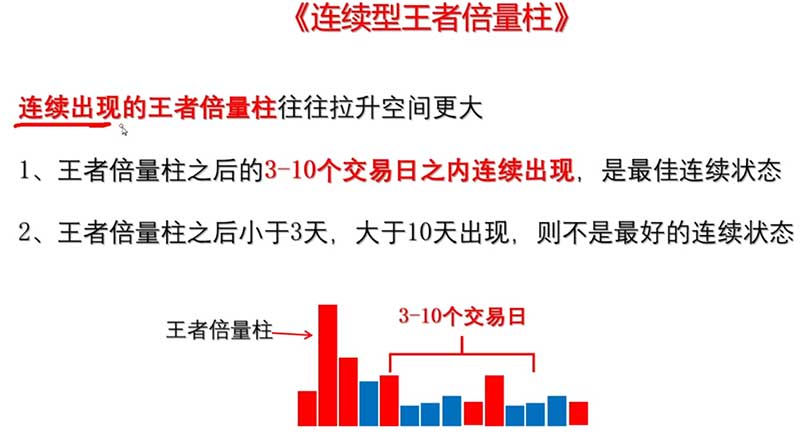 《连续型王者倍量柱》
连续出现的王者倍量柱往往拉升空间更大
1、王者倍量柱之后的3-10个交易日之内连续出现，是最佳连续状态
2、王者倍量柱之后小于3天，大于10天出现，则不是最好的连续状态
3-10个交易日
王者倍量柱